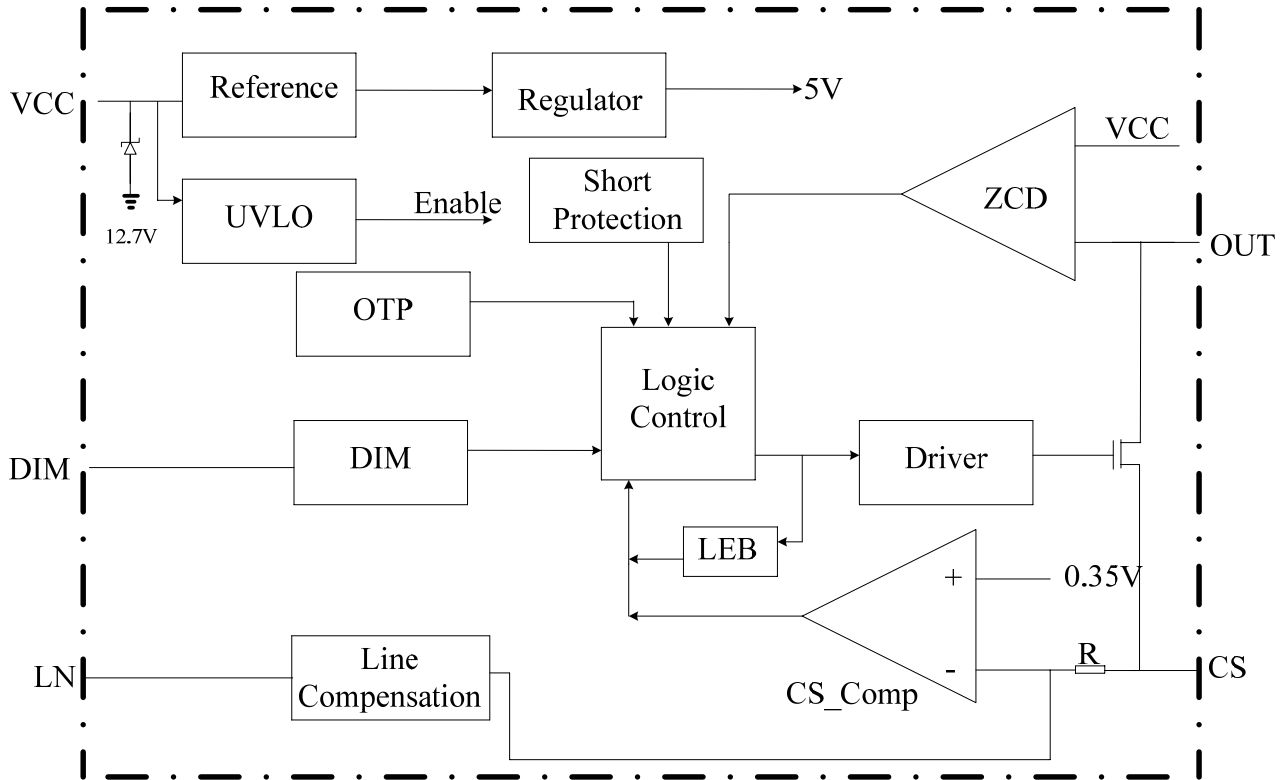 VCC
Reference
Regulator
5V
VCC
12.7V
UVLO
Enable
Short
Protection
ZCD
OUT
OTP
Logic
Control
DIM
DIM
Driver
LEB
+
0.35V
LN
Line
Compensation
-
R
CS
CS_Comp